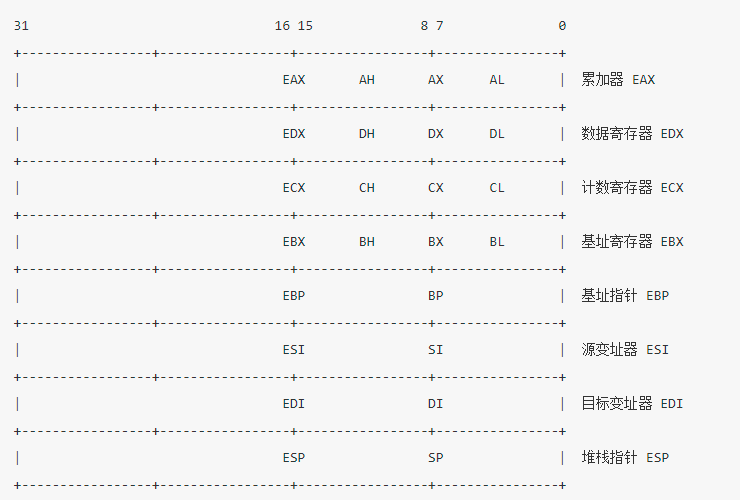 31                                16 15              8 7               0
+-----------------+-----------------+-----------------+----------------+
|                                  EAX       AH      AX      AL       |  累加器 EAX
+-----------------+-----------------+-----------------+----------------+
|                                  EDX       DH      DX      DL       |  数据寄存器 EDX
+-----------------+-----------------+-----------------+----------------+
|                                  ECX       CH      CX      CL       |  计数寄存器 ECX
+-----------------+-----------------+-----------------+----------------+
|                                  EBX       BH      BX      BL       |  基址寄存器 EBX
+-----------------+-----------------+-----------------+----------------+
|                                  EBP               BP               |  基址指针 EBP
+-----------------+-----------------+-----------------+----------------+
|                                  ESI               SI               |  源变址器 ESI
+-----------------+-----------------+-----------------+----------------+
|                                  EDI               DI               |  目标变址器 EDI
+-----------------+-----------------+-----------------+----------------+
|                                  ESP               SP               |  堆栈指针 ESP
+-----------------+-----------------+-----------------+----------------+